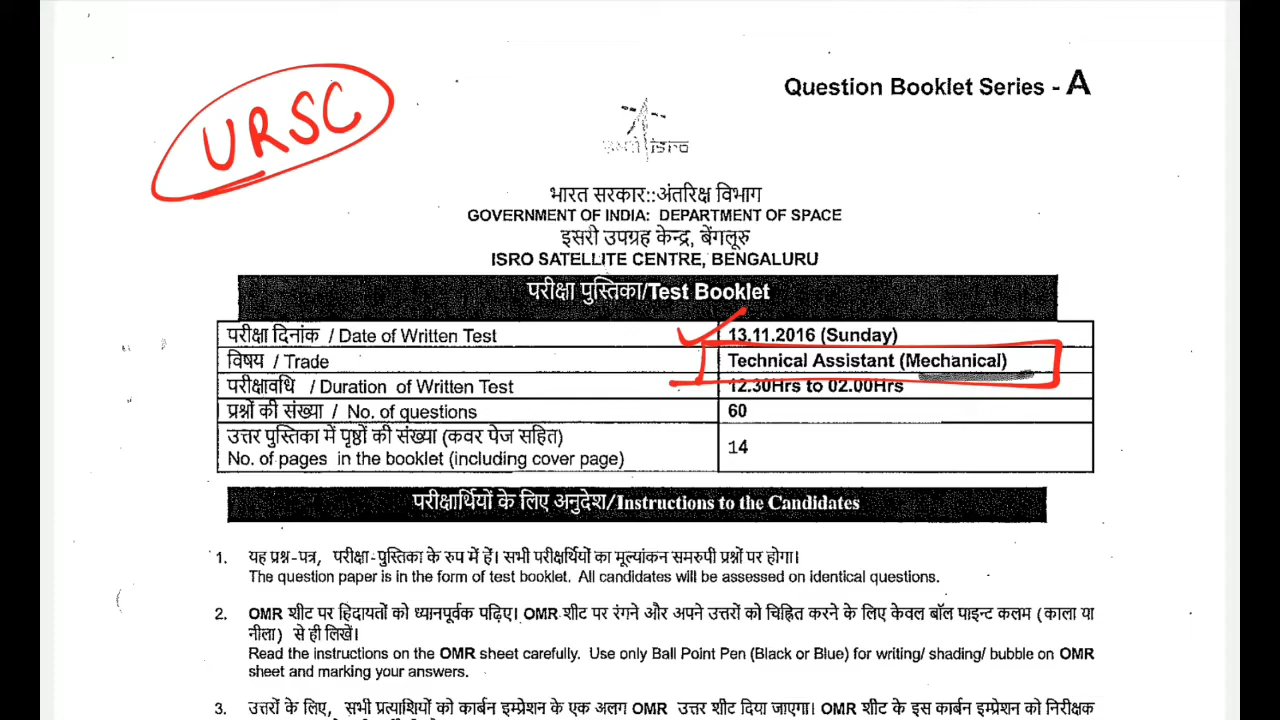 Question Booklet Series - A
URSC
isro
भारत सरकार::अंतरिक्ष विभाग
GOVERNMENT OF INDIA: DEPARTMENT OF SPACE
इसरो उपग्रह केन्द्र, बेंगलूरु
ISRO SATELLITE CENTRE, BENGALURU
परीक्षा पुस्तिका/Test Booklet
परीक्षा दिनांक / Date of Written Test 13.11.2016 (Sunday)
विषय / Trade Technical Assistant (Mechanical)
परीक्षावधि / Duration of Written Test 12.30Hrs to 02.00Hrs
प्रश्नों की संख्या / No. of questions 60
उत्तर पुस्तिका में पृष्ठों की संख्या (कवर पेज सहित)
No. of pages in the booklet (including cover page) 14
परीक्षार्थियों के लिए अनुदेश/Instructions to the Candidates
1. यह प्रश्न-पत्र, परीक्षा-पुस्तिका के रुप में हें। सभी परीक्षर्थियों का मूल्यांकन समरुपी प्रश्नों पर होगा।
The question paper is in the form of test booklet. All candidates will be assessed on identical questions.
2. OMR शीट पर हिदायतों को ध्यानपूर्वक पढ़िए। OMR शीट पर रंगने और अपने उत्तरों को चिह्नित करने के लिए केवल बॉल पाइन्ट कलम (काला या
नीला) से ही लिखें।
Read the instructions on the OMR sheet carefully. Use only Ball Point Pen (Black or Blue) for writing/ shading/ bubble on OMR
sheet and marking your answers.
3. उत्तरों के लिए, सभी प्रत्याशियों को कार्बन इम्प्रेशन के एक अलग OMR उत्तर शीट दिया जाएगा। OMR शीट के इस कार्बन इम्प्रेशन को निरीक्षक